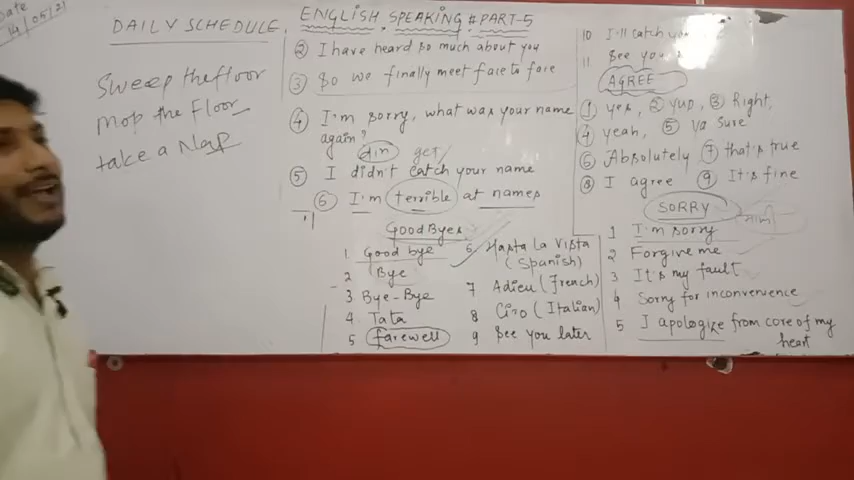 Date
14/05/21
DAILY SCHEDULE.
Sweep the floor
Mop the Floor
take a Nap
ENGLISH SPEAKING # PART-5
② I have heard so much about you
③ So we finally meet face to face
④ I'm sorry, what was your name
again?
get
⑤ I didn't catch your name
⑥ I'm terrible at names
GoodByes
1. Good bye
2 Bye
3 Bye-Bye
4 Tata
5 farewell
6. Hasta La Vista
(Spanish)
7 Adieu (French)
8 Ciao (Italian)
9 See you later
10 I'll catch you
11 See you
AGREE
① yes, ② yup, ③ Right,
④ yeah, ⑤ ya sure
⑥ Absolutely ⑦ that's true
⑧ I agree ⑨ It's fine
SORRY
1 I'm sorry
2 Forgive me
3 It's my fault
4 Sorry for inconvenience
5 I apologize from core of my
heart